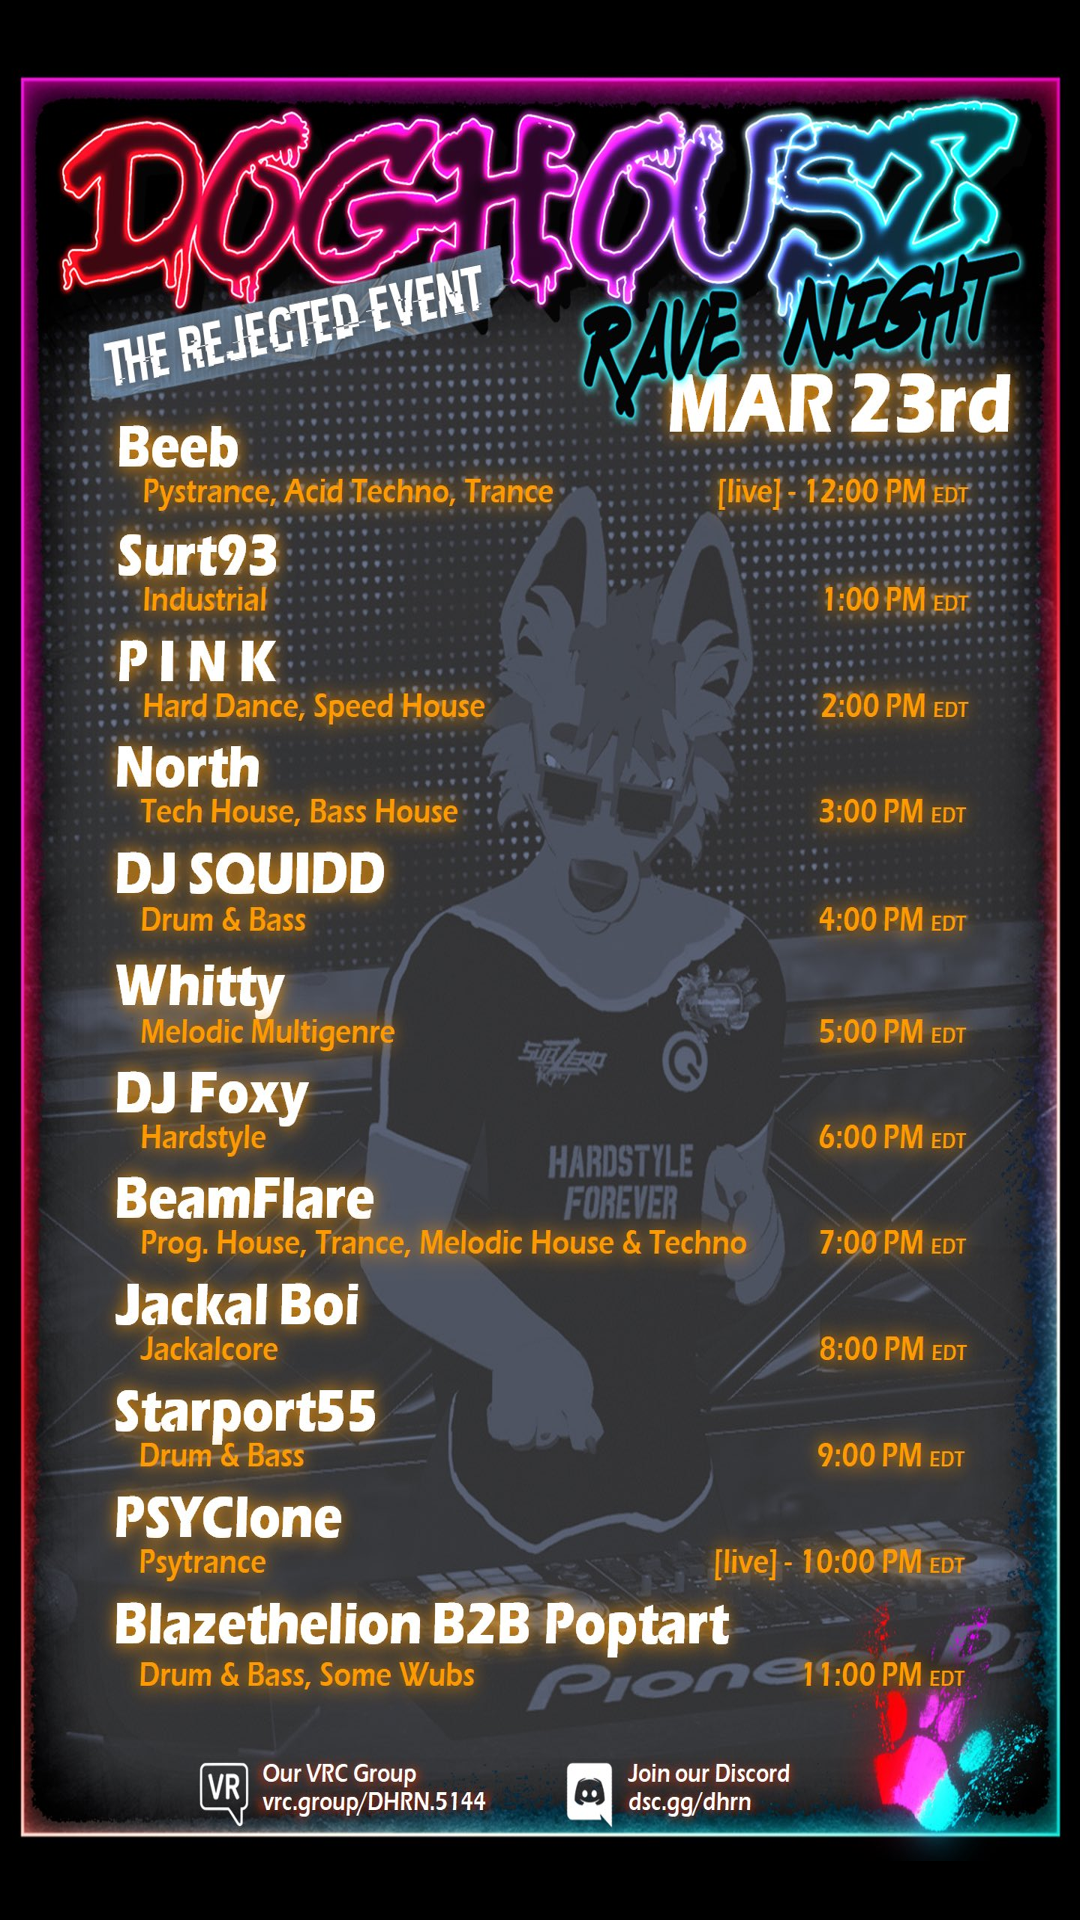 DOGHOUSE
THE REJECTED EVENT
RAVE NIGHT
MAR 23rd
Beeb
Pystrance, Acid Techno, Trance [live] - 12:00 PM EDT
Surt93
Industrial 1:00 PM EDT
P I N K
Hard Dance, Speed House 2:00 PM EDT
North
Tech House, Bass House 3:00 PM EDT
DJ SQUIDD
Drum & Bass 4:00 PM EDT
Whitty
Melodic Multigenre 5:00 PM EDT
DJ Foxy
Hardstyle 6:00 PM EDT
HARDSTYLE
FOREVER
BeamFlare
Prog. House, Trance, Melodic House & Techno 7:00 PM EDT
Jackal Boi
Jackalcore 8:00 PM EDT
Starport55
Drum & Bass 9:00 PM EDT
PSYClone
Psytrance [live] - 10:00 PM EDT
Blazethelion B2B Poptart
Drum & Bass, Some Wubs 11:00 PM EDT
Pioneer DJ
VR
Our VRC Group
vrc.group/DHRN.5144
Join our Discord
dsc.gg/dhrn